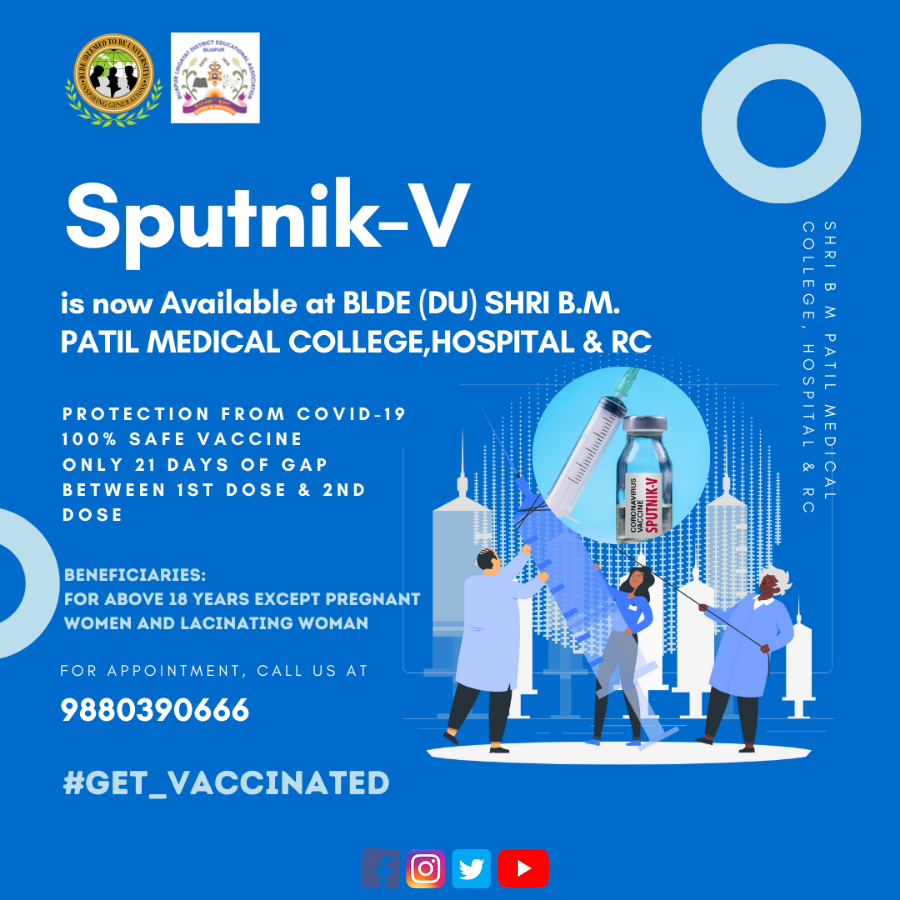 BLDE (DEEMED TO BE UNIVERSITY)
INSPIRING GENERATIONS
BIJAPUR LINGAYAT DISTRICT EDUCATIONAL ASSOCIATION
BIJAPUR
Sputnik-V
is now Available at BLDE (DU) SHRI B.M.
PATIL MEDICAL COLLEGE,HOSPITAL & RC
SHRI B M PATIL MEDICAL
COLLEGE, HOSPITAL & RC
PROTECTION FROM COVID-19
100% SAFE VACCINE
ONLY 21 DAYS OF GAP
BETWEEN 1ST DOSE & 2ND
DOSE
CORONAVIRUS
VACCINE
SPUTNIK-V
BENEFICIARIES:
FOR ABOVE 18 YEARS EXCEPT PREGNANT
WOMEN AND LACINATING WOMAN
FOR APPOINTMENT, CALL US AT
9880390666
#GET_VACCINATED